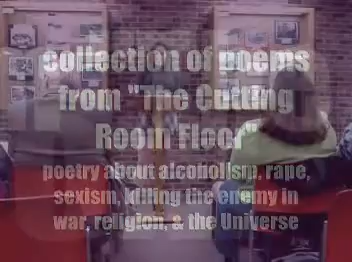 collection of poems
from "The Cutting
Room Floor"
poetry about alcoholism, rape,
sexism, killing the enemy in
war, religion, & the Universe